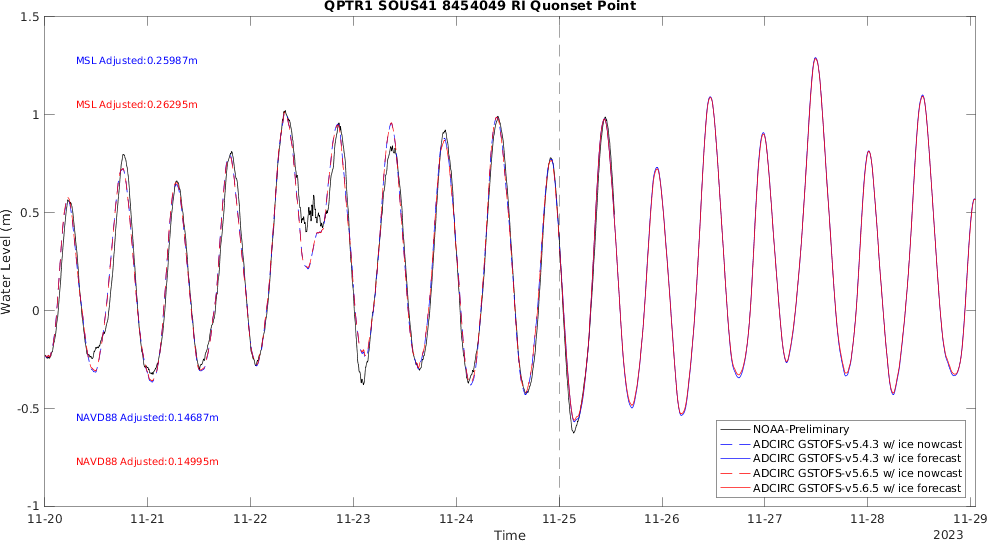 QPTR1 SOUS41 8454049 RI Quonset Point
1.5
1
0.5
0
-0.5
-1
Water Level (m)
MSL Adjusted:0.25987m
MSL Adjusted:0.26295m
NAVD88 Adjusted:0.14687m
NAVD88 Adjusted:0.14995m
NOAA-Preliminary
ADCIRC GSTOFS-v5.4.3 w/ ice nowcast
ADCIRC GSTOFS-v5.4.3 w/ ice forecast
ADCIRC GSTOFS-v5.6.5 w/ ice nowcast
ADCIRC GSTOFS-v5.6.5 w/ ice forecast
11-20 11-21 11-22 11-23 11-24 11-25 11-26 11-27 11-28 11-29
Time
2023